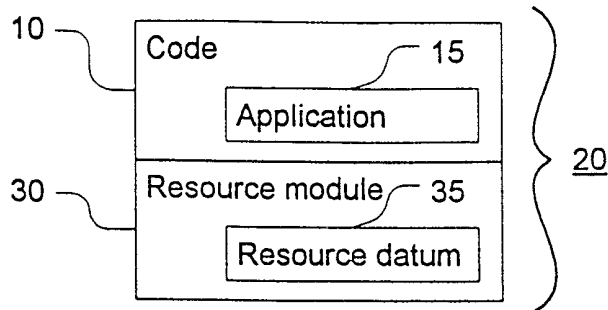 10
Code
15
Application
20
30
Resource module
35
Resource datum